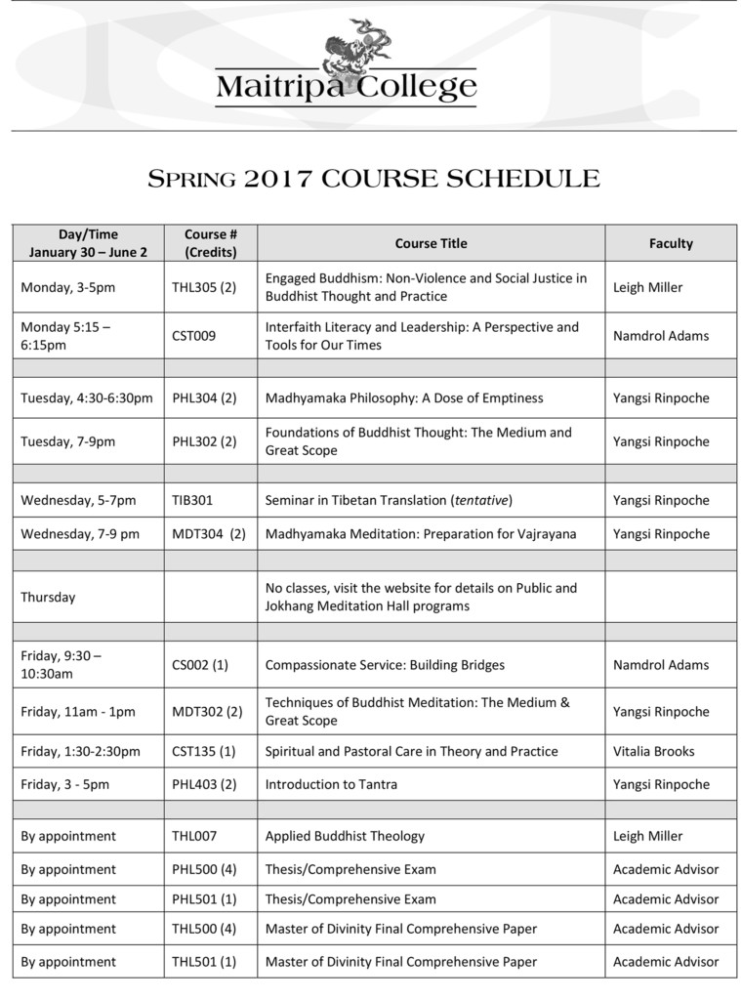 Maitripa College
SPRING 2017 COURSE SCHEDULE
Day/Time
January 30 – June 2
Course #
(Credits)
Course Title
Faculty
Monday, 3-5pm
THL305 (2)
Engaged Buddhism: Non-Violence and Social Justice in
Buddhist Thought and Practice
Leigh Miller
Monday 5:15 –
6:15pm
CST009
Interfaith Literacy and Leadership: A Perspective and
Tools for Our Times
Namdrol Adams
Tuesday, 4:30-6:30pm
PHL304 (2)
Madhyamaka Philosophy: A Dose of Emptiness
Yangsi Rinpoche
Tuesday, 7-9pm
PHL302 (2)
Foundations of Buddhist Thought: The Medium and
Great Scope
Yangsi Rinpoche
Wednesday, 5-7pm
TIB301
Seminar in Tibetan Translation (tentative)
Yangsi Rinpoche
Wednesday, 7-9 pm
MDT304 (2)
Madhyamaka Meditation: Preparation for Vajrayana
Yangsi Rinpoche
Thursday
No classes, visit the website for details on Public and
Jokhang Meditation Hall programs
Friday, 9:30 –
10:30am
CS002 (1)
Compassionate Service: Building Bridges
Namdrol Adams
Friday, 11am - 1pm
MDT302 (2)
Techniques of Buddhist Meditation: The Medium &
Great Scope
Yangsi Rinpoche
Friday, 1:30-2:30pm
CST135 (1)
Spiritual and Pastoral Care in Theory and Practice
Vitalia Brooks
Friday, 3 - 5pm
PHL403 (2)
Introduction to Tantra
Yangsi Rinpoche
By appointment
THL007
Applied Buddhist Theology
Leigh Miller
By appointment
PHL500 (4)
Thesis/Comprehensive Exam
Academic Advisor
By appointment
PHL501 (1)
Thesis/Comprehensive Exam
Academic Advisor
By appointment
THL500 (4)
Master of Divinity Final Comprehensive Paper
Academic Advisor
By appointment
THL501 (1)
Master of Divinity Final Comprehensive Paper
Academic Advisor